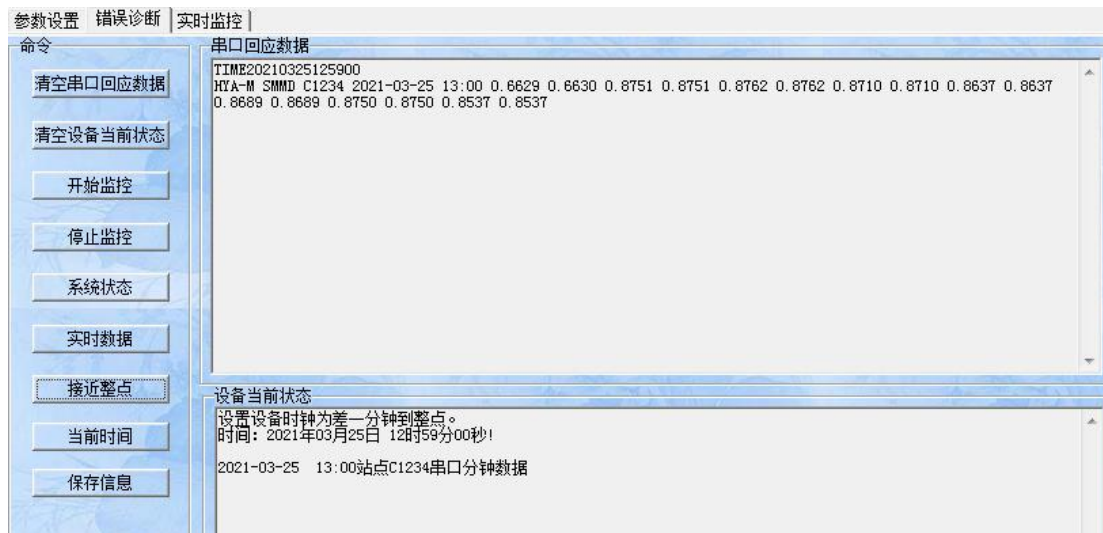 参数设置 错误诊断 实时监控
命令
清空串口回应数据
清空设备当前状态
开始监控
停止监控
系统状态
实时数据
接近整点
当前时间
保存信息
串口回应数据
TIME20210325125900
HYA-M SMMD C1234 2021-03-25 13:00 0.6629 0.6630 0.8751 0.8751 0.8762 0.8762 0.8710 0.8710 0.8637 0.8637
0.8689 0.8689 0.8750 0.8750 0.8537 0.8537
设备当前状态
设置设备时钟为差一分钟到整点。
时间：2021年03月25日 12时59分00秒!
2021-03-25 13:00站点C1234串口分钟数据